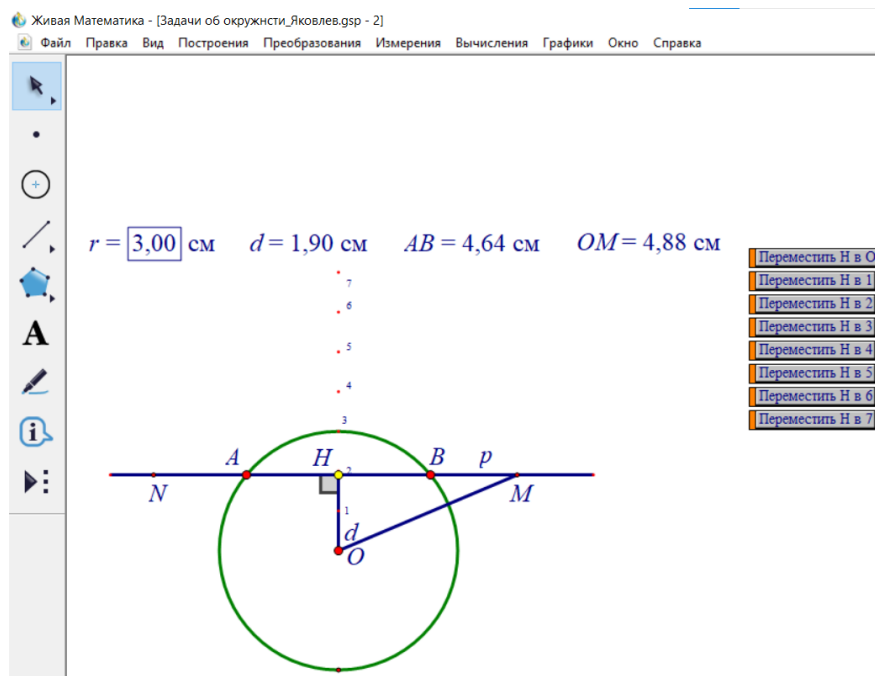 Живая Математика - [Задачи об окружнсти_Яковлев.gsp - 2]
Файл Правка Вид Построения Преобразования Измерения Вычисления Графики Окно Справка
r = 3,00 см d = 1,90 см AB = 4,64 см OM = 4,88 см
Переместить H в O
Переместить H в 1
Переместить H в 2
Переместить H в 3
Переместить H в 4
Переместить H в 5
Переместить H в 6
Переместить H в 7
7
6
5
4
3
A H B p
2
N M
1
d
O
A